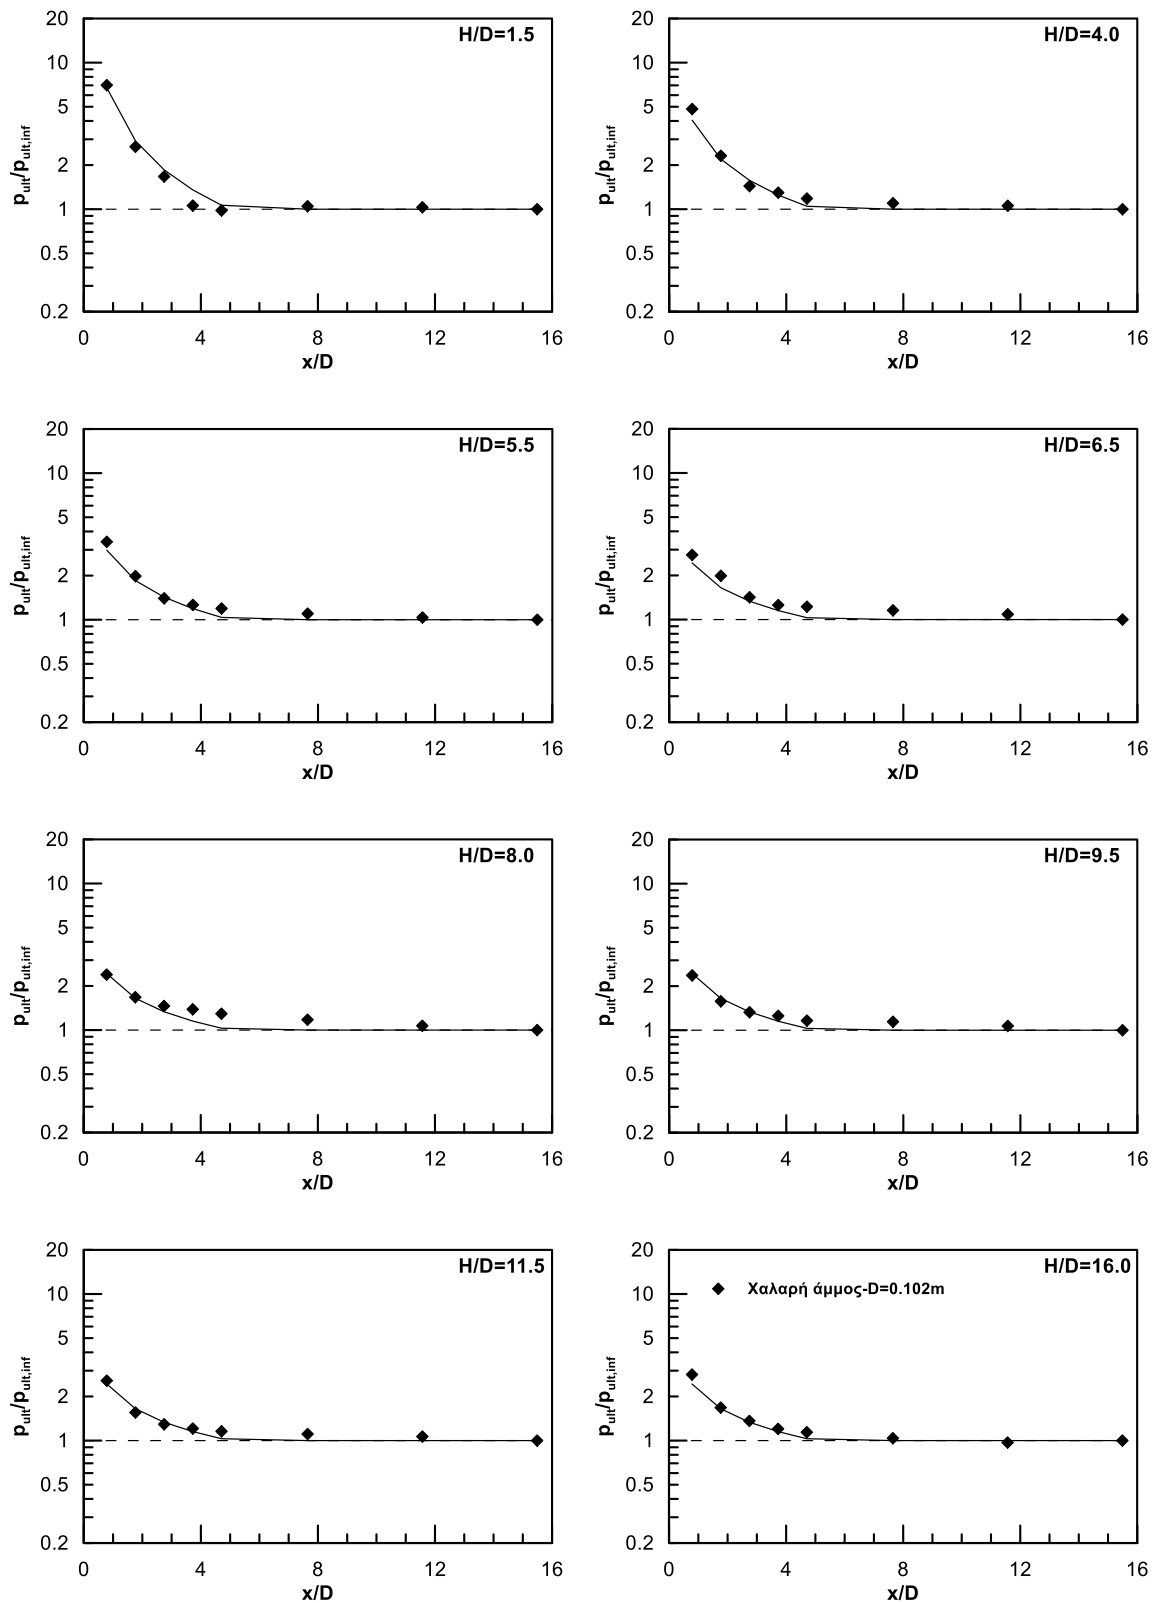 20
H/D=1.5
10
5
2
1
0.5
0.2
p_ult/p_ult,inf
0 4 8 12 16
x/D
20
H/D=4.0
10
5
2
1
0.5
0.2
p_ult/p_ult,inf
0 4 8 12 16
x/D
20
H/D=5.5
10
5
2
1
0.5
0.2
p_ult/p_ult,inf
0 4 8 12 16
x/D
20
H/D=6.5
10
5
2
1
0.5
0.2
p_ult/p_ult,inf
0 4 8 12 16
x/D
20
H/D=8.0
10
5
2
1
0.5
0.2
p_ult/p_ult,inf
0 4 8 12 16
x/D
20
H/D=9.5
10
5
2
1
0.5
0.2
p_ult/p_ult,inf
0 4 8 12 16
x/D
20
H/D=11.5
10
5
2
1
0.5
0.2
p_ult/p_ult,inf
0 4 8 12 16
x/D
20
H/D=16.0
10
Χαλαρή άμμος-D=0.102m
5
2
1
0.5
0.2
p_ult/p_ult,inf
0 4 8 12 16
x/D